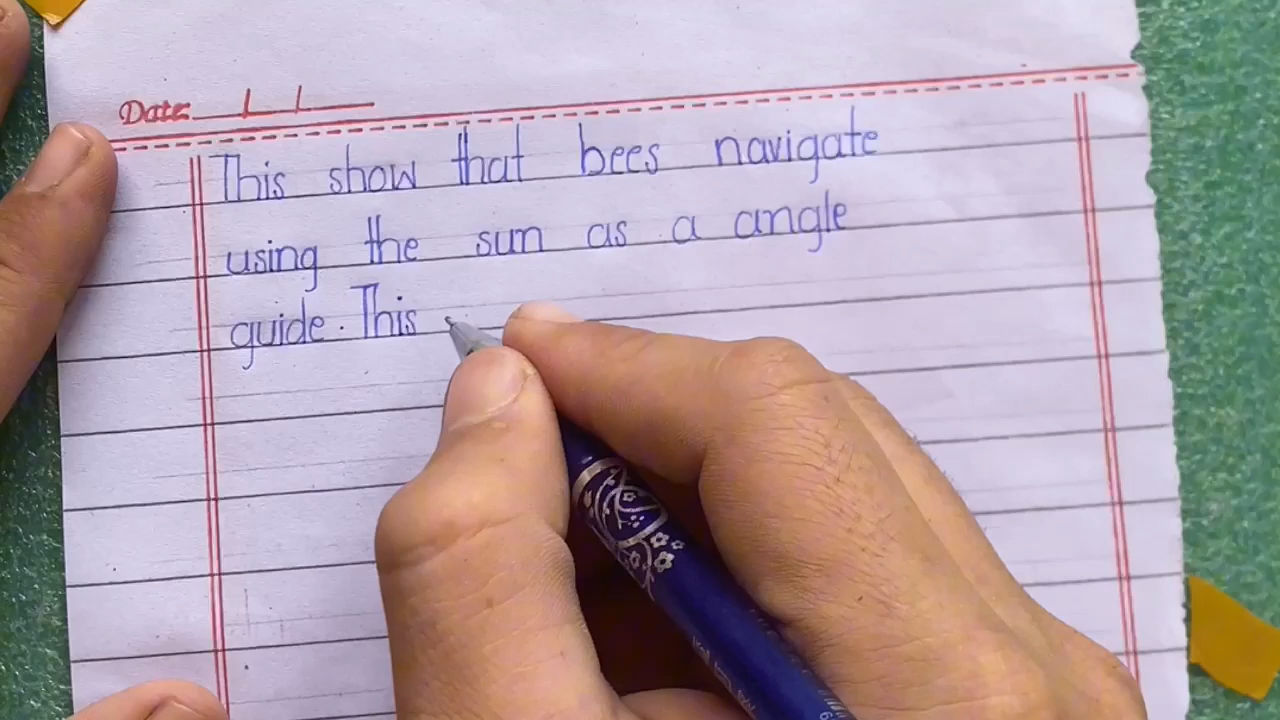 Date
This show that bees navigate
using the sun as a angle
guide. This